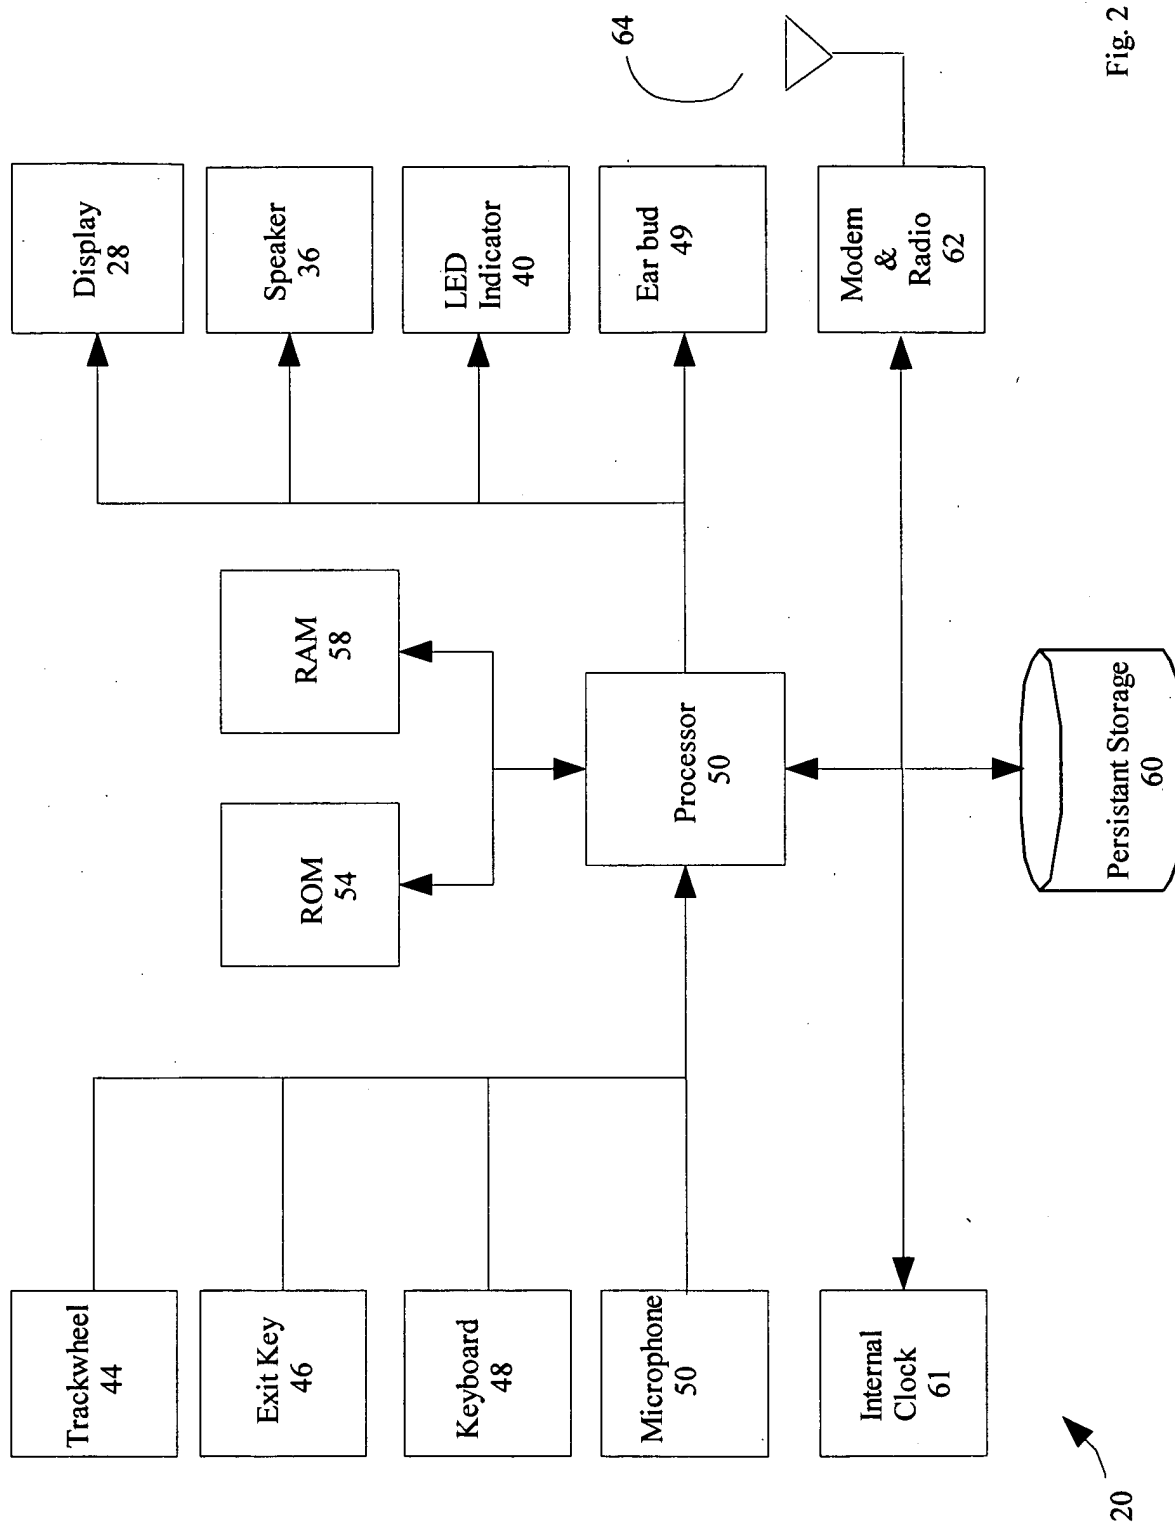 Trackwheel
44
Exit Key
46
Keyboard
48
Microphone
50
Internal
Clock
61
ROM
54
RAM
58
Processor
50
Persistant Storage
60
Display
28
Speaker
36
LED
Indicator
40
Ear bud
49
Modem
&
Radio
62
64
20
Fig. 2